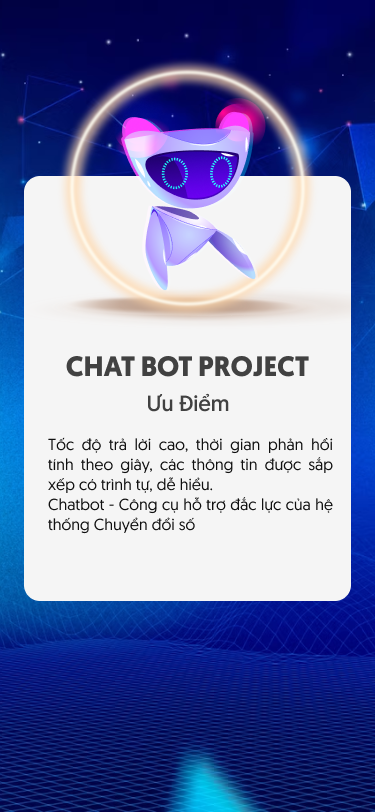 CHAT BOT PROJECT
Ưu Điểm
Tốc độ trả lời cao, thời gian phản hồi
tính theo giây, các thông tin được sắp
xếp có trình tự, dễ hiểu.
Chatbot - Công cụ hỗ trợ đắc lực của hệ
thống Chuyển đổi số